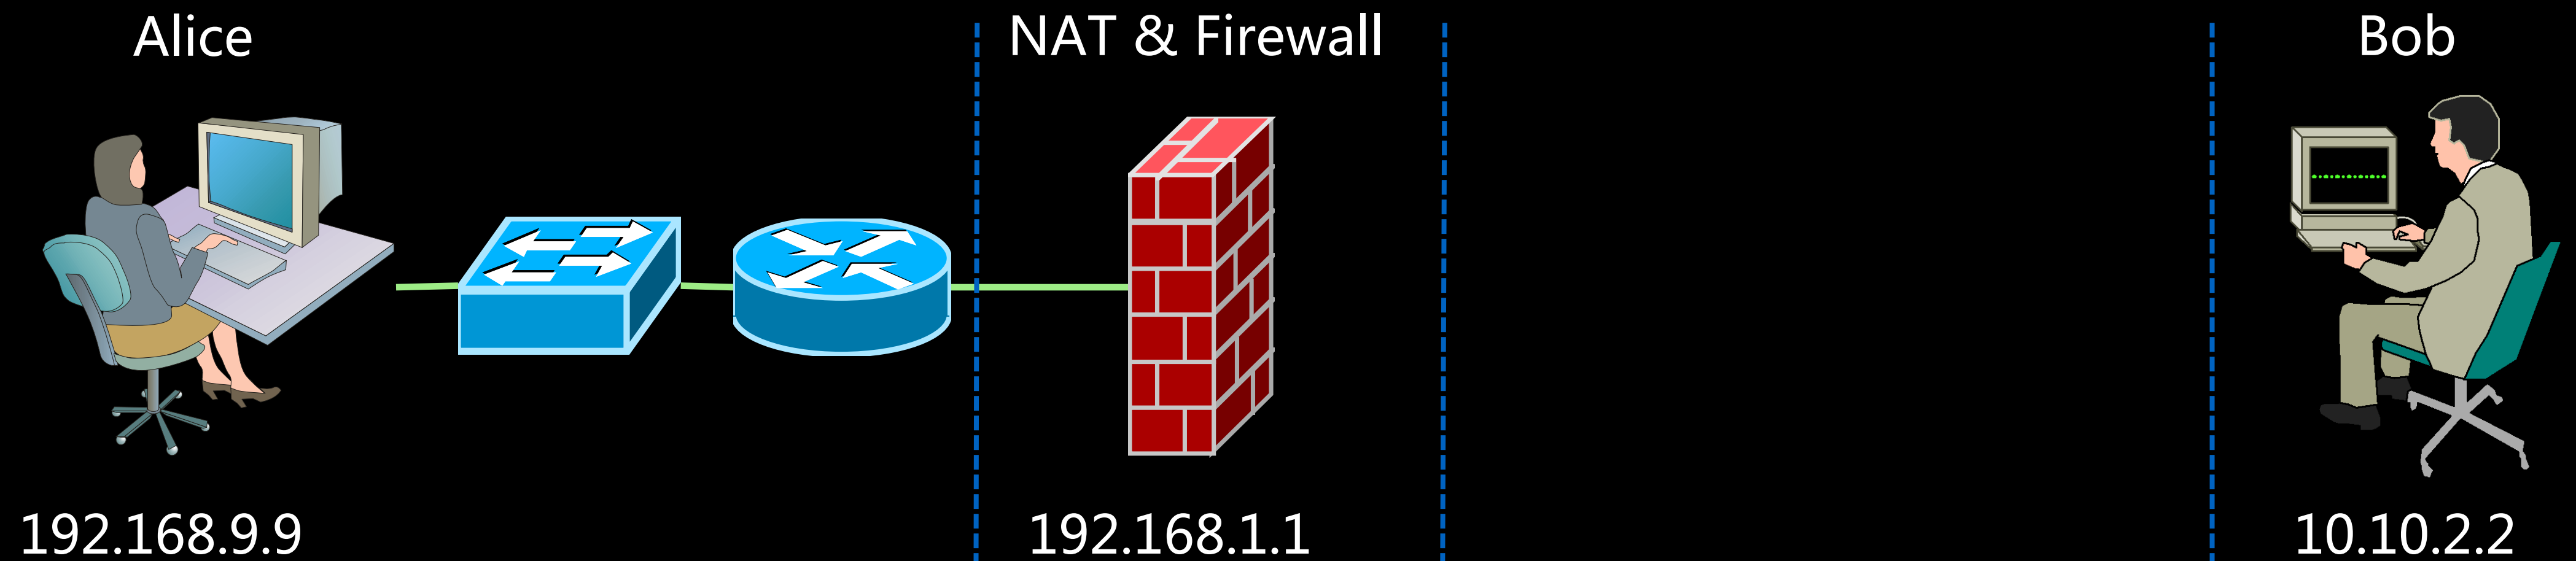 Alice
NAT & Firewall
Bob
192.168.9.9
192.168.1.1
10.10.2.2